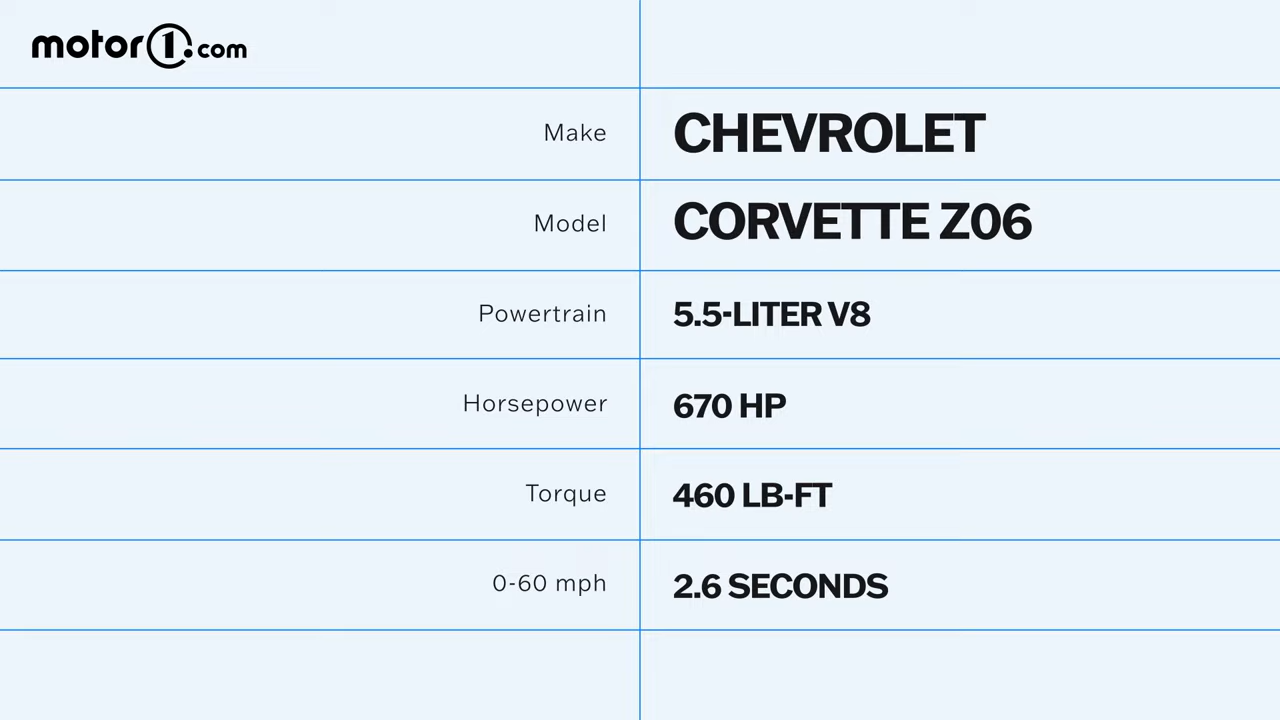 motor1.com
Make CHEVROLET
Model CORVETTE Z06
Powertrain 5.5-LITER V8
Horsepower 670 HP
Torque 460 LB-FT
0-60 mph 2.6 SECONDS